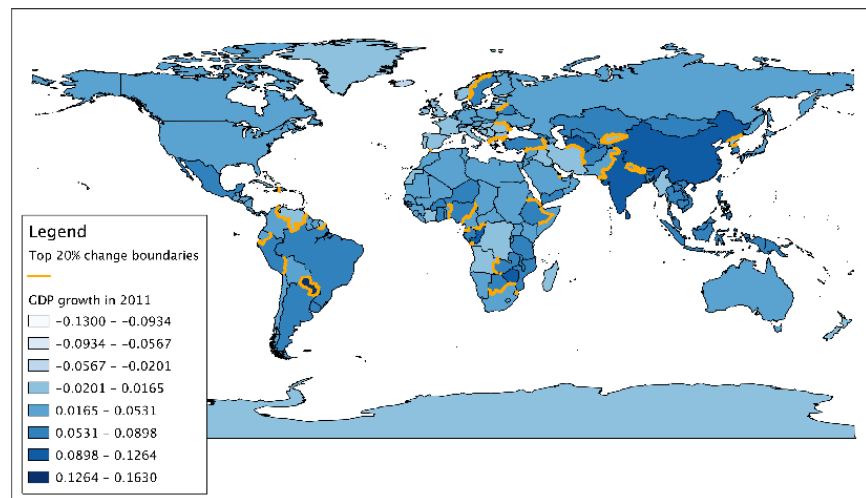 Legend
Top 20% change boundaries
GDP growth in 2011
-0.1300 - -0.0934
-0.0934 - -0.0567
-0.0567 - -0.0201
-0.0201 - 0.0165
0.0165 - 0.0531
0.0531 - 0.0898
0.0898 - 0.1264
0.1264 - 0.1630